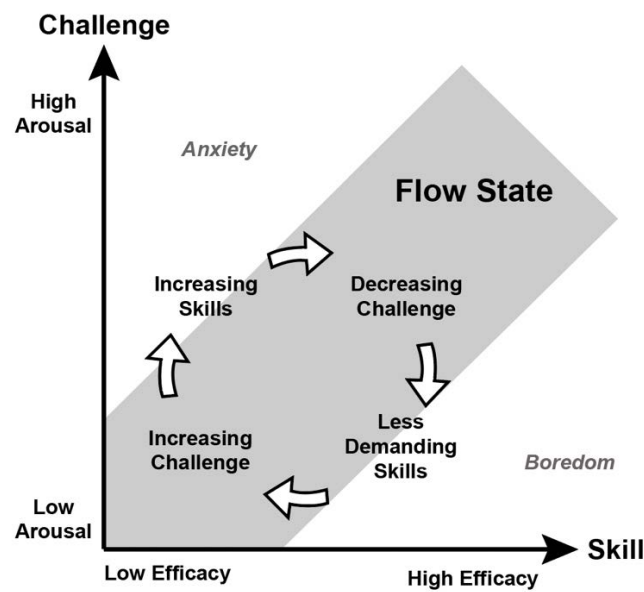 Challenge
High
Arousal
Anxiety
Flow State
Increasing
Skills
Decreasing
Challenge
Increasing
Challenge
Less
Demanding
Skills
Boredom
Low
Arousal
Skill
Low Efficacy
High Efficacy